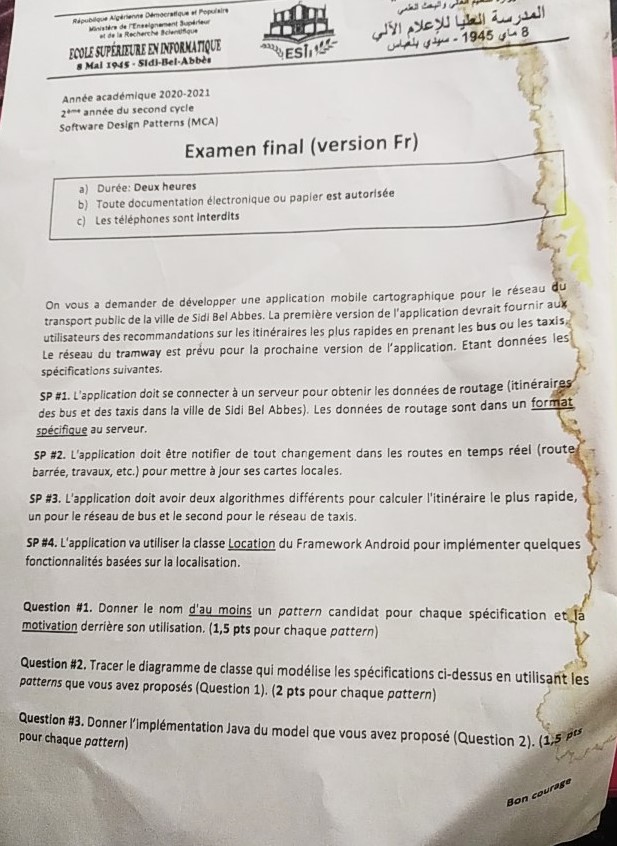 République Algérienne Démocratique et Populaire
Ministère de l'Enseignement Supérieur
et de la Recherche Scientifique
ECOLE SUPÉRIEURE EN INFORMATIQUE
8 Mai 1945 - Sidi-Bel-Abbès
ESI
المدرسة العليا للإعلام الآلي
8 ماي 1945 - سيدي بلعباس
Année académique 2020-2021
2ème année du second cycle
Software Design Patterns (MCA)
Examen final (version Fr)
a) Durée: Deux heures
b) Toute documentation électronique ou papier est autorisée
c) Les téléphones sont interdits
On vous a demander de développer une application mobile cartographique pour le réseau du
transport public de la ville de Sidi Bel Abbes. La première version de l'application devrait fournir aux
utilisateurs des recommandations sur les itinéraires les plus rapides en prenant les bus ou les taxis.
Le réseau du tramway est prévu pour la prochaine version de l'application. Etant données les
spécifications suivantes.
SP #1. L'application doit se connecter à un serveur pour obtenir les données de routage (itinéraires
des bus et des taxis dans la ville de Sidi Bel Abbes). Les données de routage sont dans un format
spécifique au serveur.
SP #2. L'application doit être notifier de tout changement dans les routes en temps réel (route
barrée, travaux, etc.) pour mettre à jour ses cartes locales.
SP #3. L'application doit avoir deux algorithmes différents pour calculer l'itinéraire le plus rapide,
un pour le réseau de bus et le second pour le réseau de taxis.
SP #4. L'application va utiliser la classe Location du Framework Android pour implémenter quelques
fonctionnalités basées sur la localisation.
Question #1. Donner le nom d'au moins un pattern candidat pour chaque spécification et la
motivation derrière son utilisation. (1,5 pts pour chaque pattern)
Question #2. Tracer le diagramme de classe qui modélise les spécifications ci-dessus en utilisant les
patterns que vous avez proposés (Question 1). (2 pts pour chaque pattern)
Question #3. Donner l'implémentation Java du model que vous avez proposé (Question 2). (1,5 pts
pour chaque pattern)
Bon courage